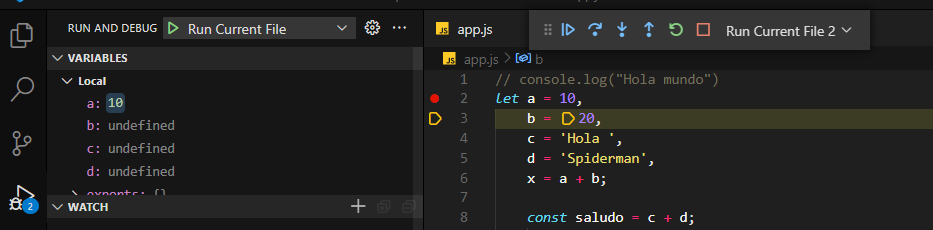 RUN AND DEBUG Run Current File
VARIABLES
Local
a: 10
b: undefined
c: undefined
d: undefined
exports: {}
WATCH
2
JS app.js
Run Current File 2
JS app.js > b
1 // console.log("Hola mundo")
2 let a = 10,
3 b = 20,
4 c = 'Hola ',
5 d = 'Spiderman',
6 x = a + b;
7
8 const saludo = c + d;